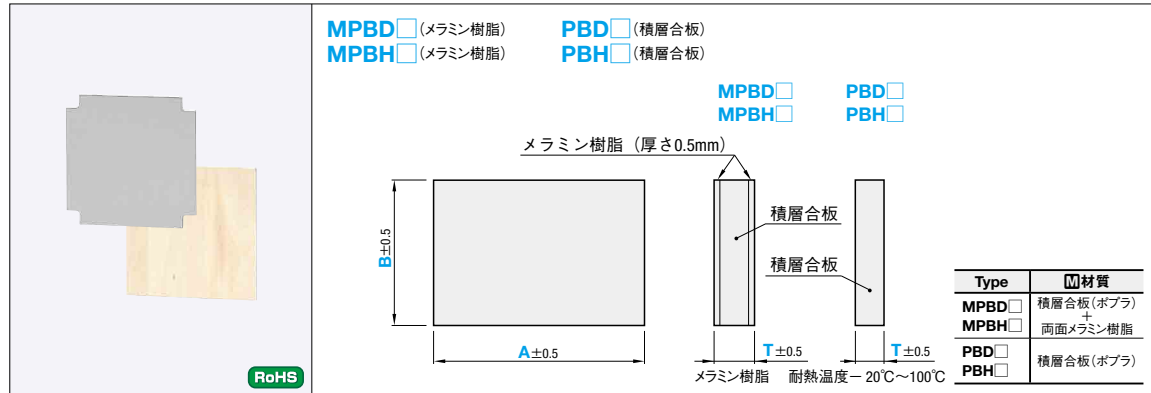 MPBD□(メラミン樹脂) PBD□(積層合板)
MPBH□(メラミン樹脂) PBH□(積層合板)
MPBD□ PBD□
MPBH□ PBH□
メラミン樹脂（厚さ0.5mm）
積層合板
積層合板
B±0.5
A±0.5
T±0.5 T±0.5
メラミン樹脂 耐熱温度－20℃～100℃
Type M材質
MPBD□
MPBH□
積層合板(ポプラ)
+
両面メラミン樹脂
PBD□
PBH□
積層合板(ポプラ)
RoHS